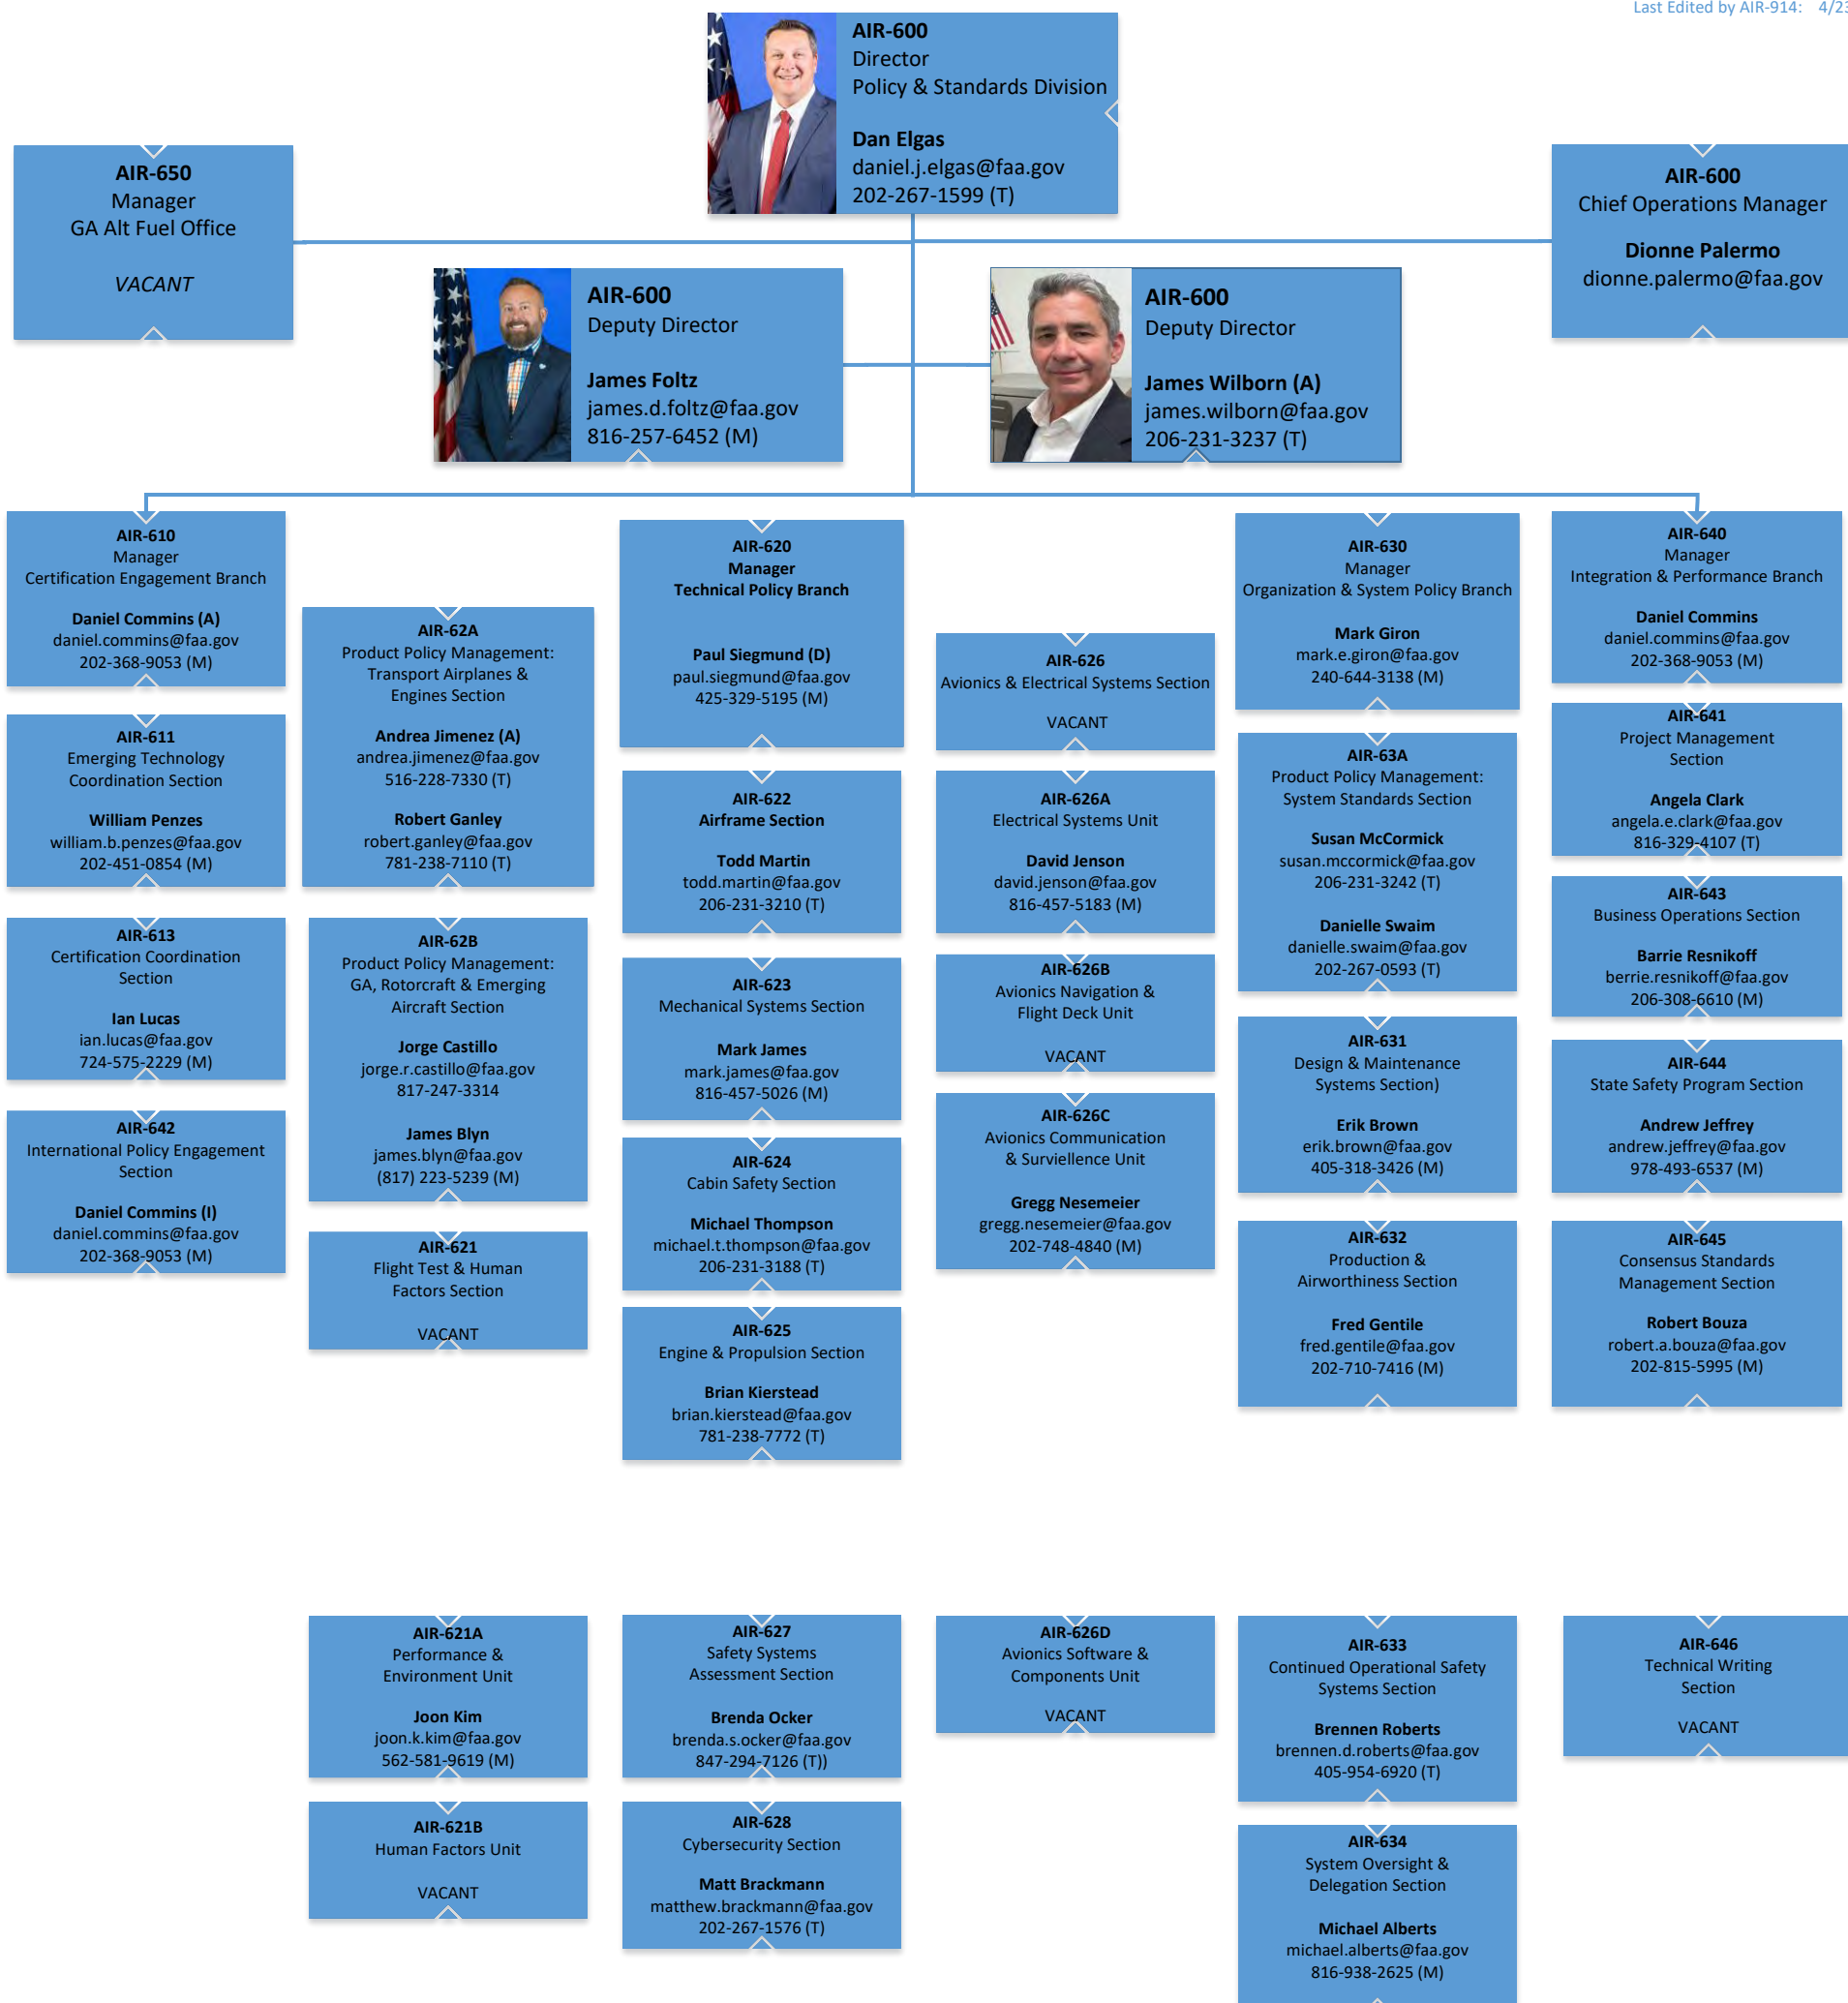 Last Edited by AIR-914: 4/23
AIR-600
Director
Policy & Standards Division
Dan Elgas
daniel.j.elgas@faa.gov
202-267-1599 (T)
AIR-650
Manager
GA Alt Fuel Office
VACANT
AIR-600
Chief Operations Manager
Dionne Palermo
dionne.palermo@faa.gov
AIR-600
Deputy Director
James Foltz
james.d.foltz@faa.gov
816-257-6452 (M)
AIR-600
Deputy Director
James Wilborn (A)
james.wilborn@faa.gov
206-231-3237 (T)
AIR-610
Manager
Certification Engagement Branch
Daniel Commins (A)
daniel.commins@faa.gov
202-368-9053 (M)
AIR-611
Emerging Technology
Coordination Section
William Penzes
william.b.penzes@faa.gov
202-451-0854 (M)
AIR-613
Certification Coordination
Section
Ian Lucas
ian.lucas@faa.gov
724-575-2229 (M)
AIR-642
International Policy Engagement
Section
Daniel Commins (I)
daniel.commins@faa.gov
202-368-9053 (M)
AIR-62A
Product Policy Management:
Transport Airplanes &
Engines Section
Andrea Jimenez (A)
andrea.jimenez@faa.gov
516-228-7330 (T)
Robert Ganley
robert.ganley@faa.gov
781-238-7110 (T)
AIR-62B
Product Policy Management:
GA, Rotorcraft & Emerging
Aircraft Section
Jorge Castillo
jorge.r.castillo@faa.gov
817-247-3314
James Blyn
james.blyn@faa.gov
(817) 223-5239 (M)
AIR-621
Flight Test & Human
Factors Section
VACANT
AIR-620
Manager
Technical Policy Branch
Paul Siegmund (D)
paul.siegmund@faa.gov
425-329-5195 (M)
AIR-622
Airframe Section
Todd Martin
todd.martin@faa.gov
206-231-3210 (T)
AIR-623
Mechanical Systems Section
Mark James
mark.james@faa.gov
816-457-5026 (M)
AIR-624
Cabin Safety Section
Michael Thompson
michael.t.thompson@faa.gov
206-231-3188 (T)
AIR-625
Engine & Propulsion Section
Brian Kierstead
brian.kierstead@faa.gov
781-238-7772 (T)
AIR-626
Avionics & Electrical Systems Section
VACANT
AIR-626A
Electrical Systems Unit
David Jenson
david.jenson@faa.gov
816-457-5183 (M)
AIR-626B
Avionics Navigation &
Flight Deck Unit
VACANT
AIR-626C
Avionics Communication
& Surviellence Unit
Gregg Nesemeier
gregg.nesemeier@faa.gov
202-748-4840 (M)
AIR-630
Manager
Organization & System Policy Branch
Mark Giron
mark.e.giron@faa.gov
240-644-3138 (M)
AIR-63A
Product Policy Management:
System Standards Section
Susan McCormick
susan.mccormick@faa.gov
206-231-3242 (T)
Danielle Swaim
danielle.swaim@faa.gov
202-267-0593 (T)
AIR-631
Design & Maintenance
Systems Section)
Erik Brown
erik.brown@faa.gov
405-318-3426 (M)
AIR-632
Production &
Airworthiness Section
Fred Gentile
fred.gentile@faa.gov
202-710-7416 (M)
AIR-640
Manager
Integration & Performance Branch
Daniel Commins
daniel.commins@faa.gov
202-368-9053 (M)
AIR-641
Project Management
Section
Angela Clark
angela.e.clark@faa.gov
816-329-4107 (T)
AIR-643
Business Operations Section
Barrie Resnikoff
berrie.resnikoff@faa.gov
206-308-6610 (M)
AIR-644
State Safety Program Section
Andrew Jeffrey
andrew.jeffrey@faa.gov
978-493-6537 (M)
AIR-645
Consensus Standards
Management Section
Robert Bouza
robert.a.bouza@faa.gov
202-815-5995 (M)
AIR-621A
Performance &
Environment Unit
Joon Kim
joon.k.kim@faa.gov
562-581-9619 (M)
AIR-621B
Human Factors Unit
VACANT
AIR-627
Safety Systems
Assessment Section
Brenda Ocker
brenda.s.ocker@faa.gov
847-294-7126 (T))
AIR-628
Cybersecurity Section
Matt Brackmann
matthew.brackmann@faa.gov
202-267-1576 (T)
AIR-626D
Avionics Software &
Components Unit
VACANT
AIR-633
Continued Operational Safety
Systems Section
Brennen Roberts
brennen.d.roberts@faa.gov
405-954-6920 (T)
AIR-634
System Oversight &
Delegation Section
Michael Alberts
michael.alberts@faa.gov
816-938-2625 (M)
AIR-646
Technical Writing
Section
VACANT